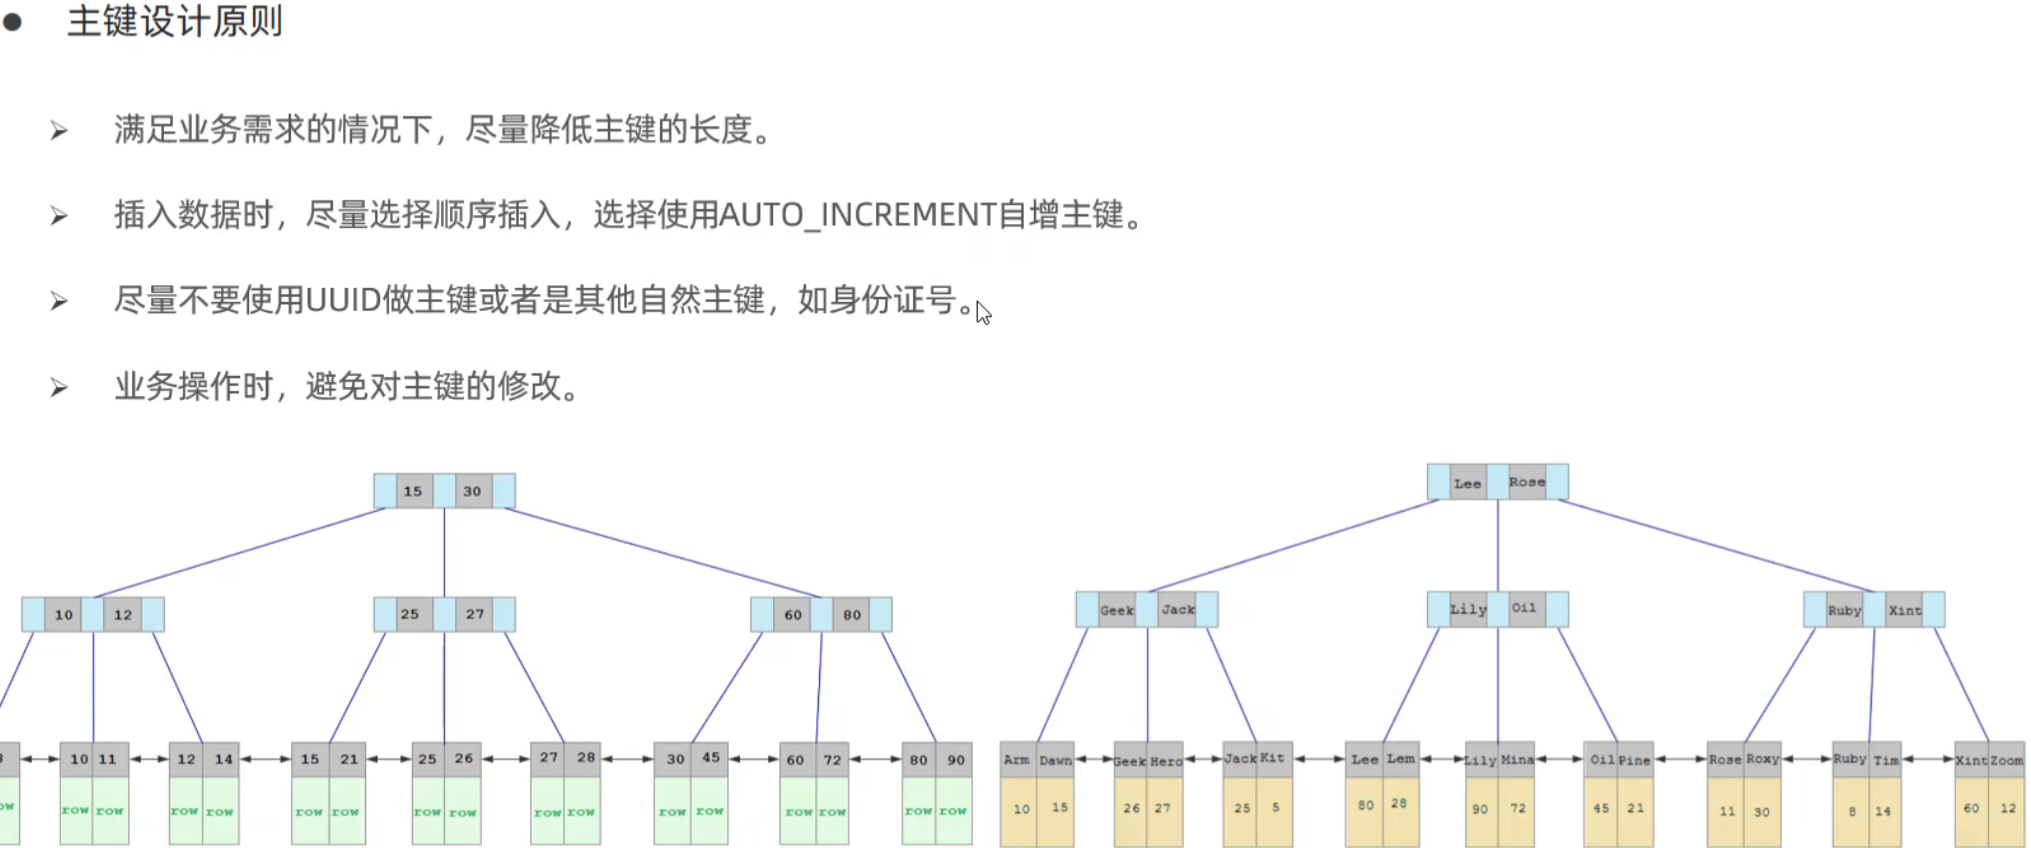 ● 主键设计原则
➢ 满足业务需求的情况下，尽量降低主键的长度。
➢ 插入数据时，尽量选择顺序插入，选择使用AUTO_INCREMENT自增主键。
➢ 尽量不要使用UUID做主键或者是其他自然主键，如身份证号。
➢ 业务操作时，避免对主键的修改。
15 30
Lee Rose
10 12 25 27 60 80
Geek Jack Lily Oil Ruby Xint
10 11 12 14 15 21 25 26 27 28 30 45 60 72 80 90
Arm Dawn Geek Hero Jack Kit Lee Lem Lily Mina Oil Pine Rose Roxy Ruby Tim Xint Zoom
row row row row row row row row row row row row row row row row
10 15 26 27 25 5 80 28 90 72 45 21 11 30 8 14 60 12